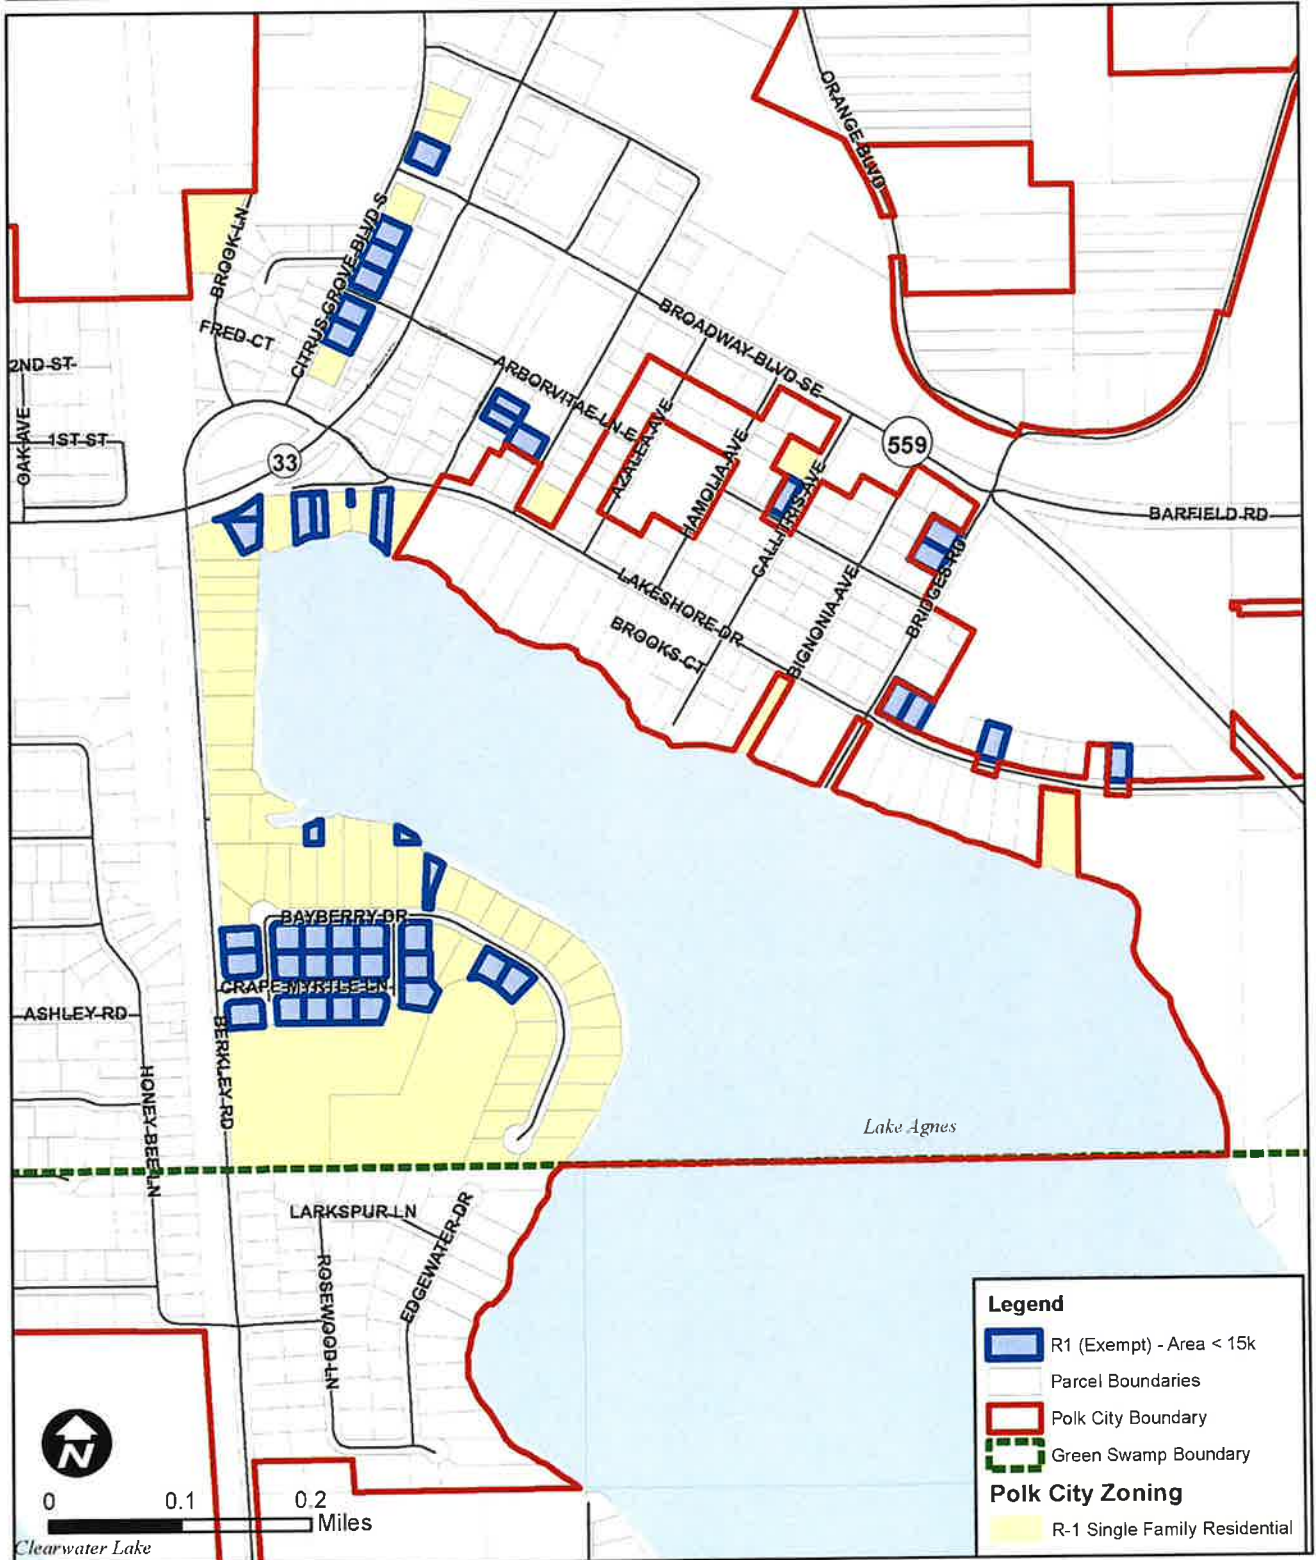 ORANGE BLVD
BROOK LN
CITRUS GROVE BLVD S
FRED CT
2ND ST
OAK AVE
1ST ST
33
ARBORVITAE LN E
BROADWAY BLVD SE
559
AZALEA AVE
HAMOLIA AVE
CALLITRIS AVE
BARFIELD RD
LAKESHORE DR
BROOKS CT
BIGNONIA AVE
BRIDGES RD
BAYBERRY DR
CRAPE MYRTLE LN
ASHLEY RD
BERKLEY RD
HONEY BEE LN
Lake Agnes
LARKSPUR LN
EDGEWATER DR
ROSEWOOD LN
N
0 0.1 0.2
Miles
Clearwater Lake
Legend
R1 (Exempt) - Area < 15k
Parcel Boundaries
Polk City Boundary
Green Swamp Boundary
Polk City Zoning
R-1 Single Family Residential